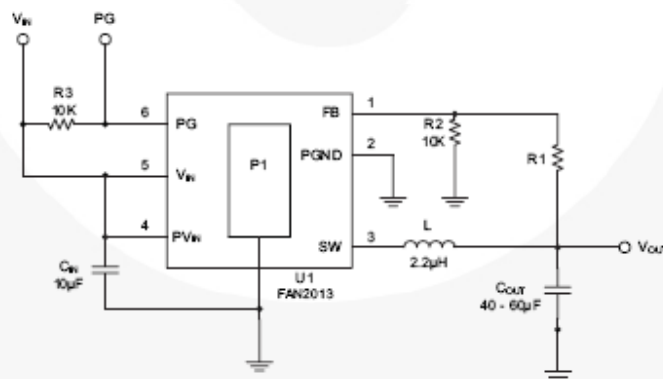 VIN PG
R3
10K
6 PG
5 VIN
4 PVIN
CIN
10µF
P1
FB 1
PGND 2
SW 3
U1
FAN2013
R2
10K
R1
L
2.2µH
VOUT
COUT
40 - 60µF